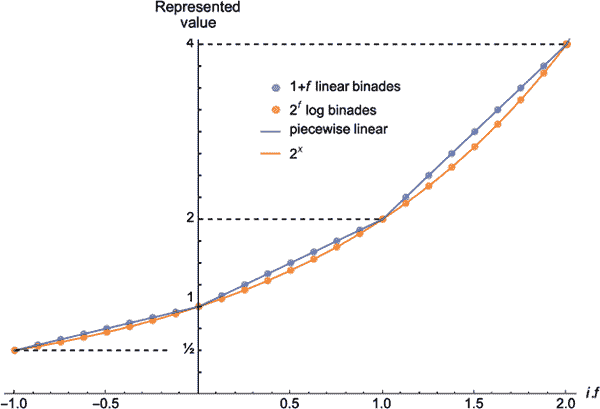 Represented
value
4
1+f linear binades
2^f log binades
piecewise linear
2^x
2
1
½
−1.0 −0.5 0.5 1.0 1.5 2.0 i.f